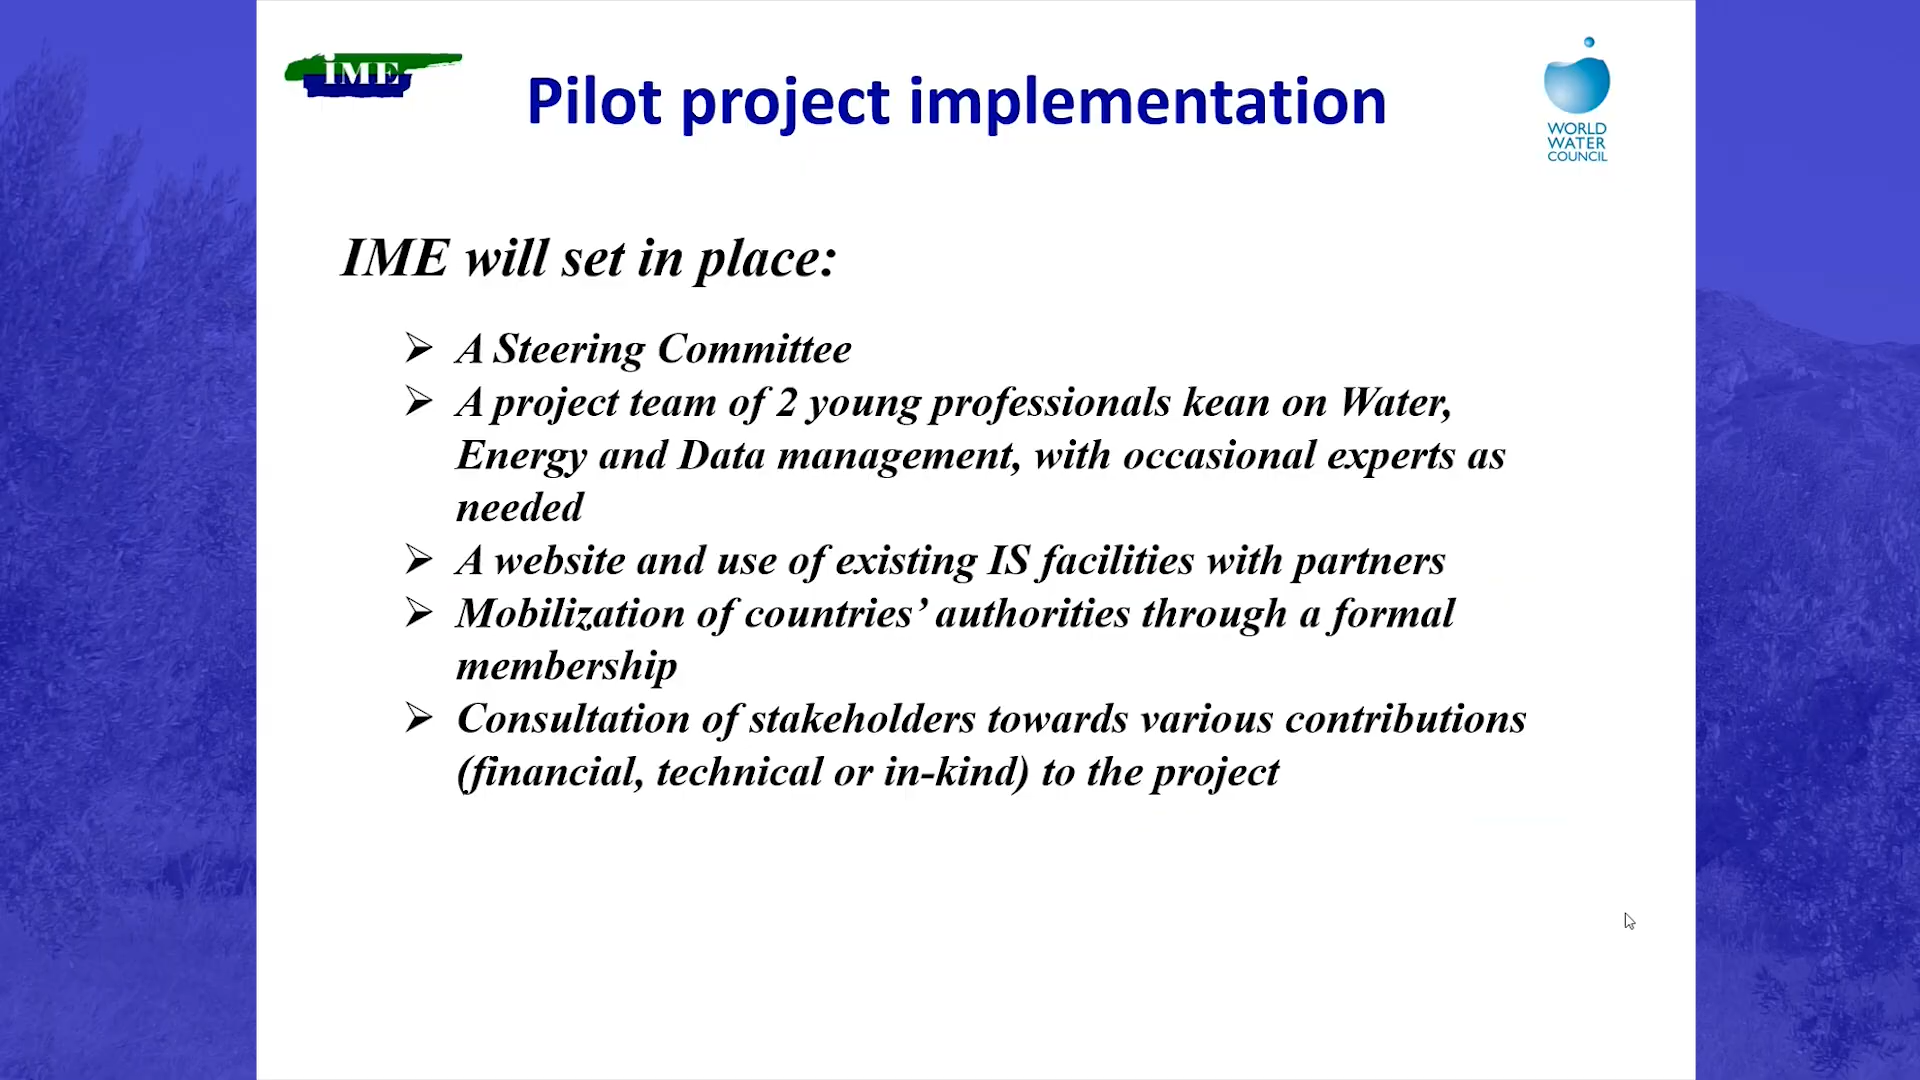 iME
Pilot project implementation
WORLD
WATER
COUNCIL
IME will set in place:
➢ A Steering Committee
➢ A project team of 2 young professionals kean on Water,
Energy and Data management, with occasional experts as
needed
➢ A website and use of existing IS facilities with partners
➢ Mobilization of countries’ authorities through a formal
membership
➢ Consultation of stakeholders towards various contributions
(financial, technical or in-kind) to the project